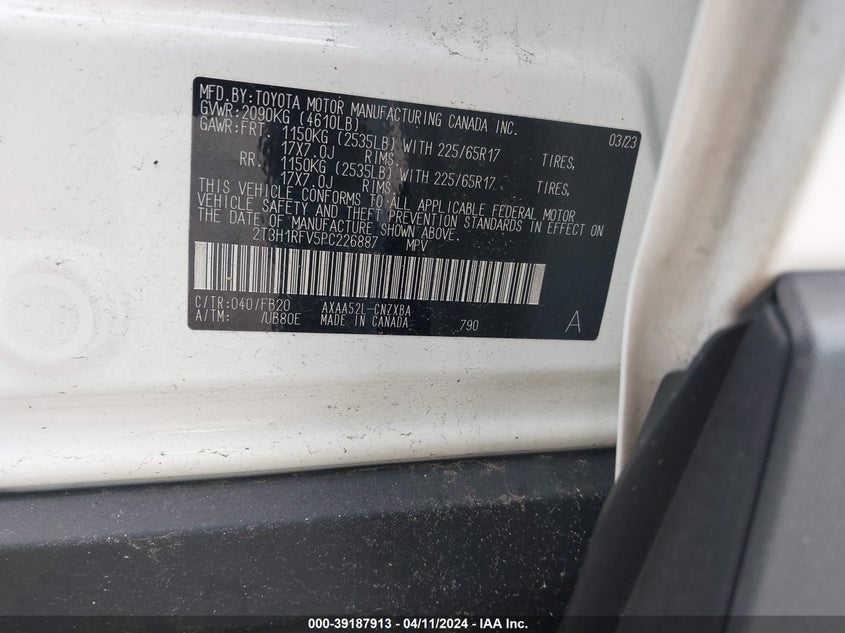 MFD.BY:TOYOTA MOTOR MANUFACTURING CANADA INC.
GVWR:2090KG (4610LB) 03/23
GAWR:FRT. 1150KG (2535LB) WITH 225/65R17 TIRES,
17X7.0J RIMS,
RR. 1150KG (2535LB) WITH 225/65R17 TIRES,
17X7.0J RIMS,
THIS VEHICLE CONFORMS TO ALL APPLICABLE FEDERAL MOTOR
VEHICLE SAFETY AND THEFT PREVENTION STANDARDS IN EFFECT ON
THE DATE OF MANUFACTURE SHOWN ABOVE.
2T3H1RFV5PC226887 MPV
C/TR:040/FB20 AXAA52L-CNZXBA
A/TM: /UB80E MADE IN CANADA 790 A
000-39187913 - 04/11/2024 - IAAI.com